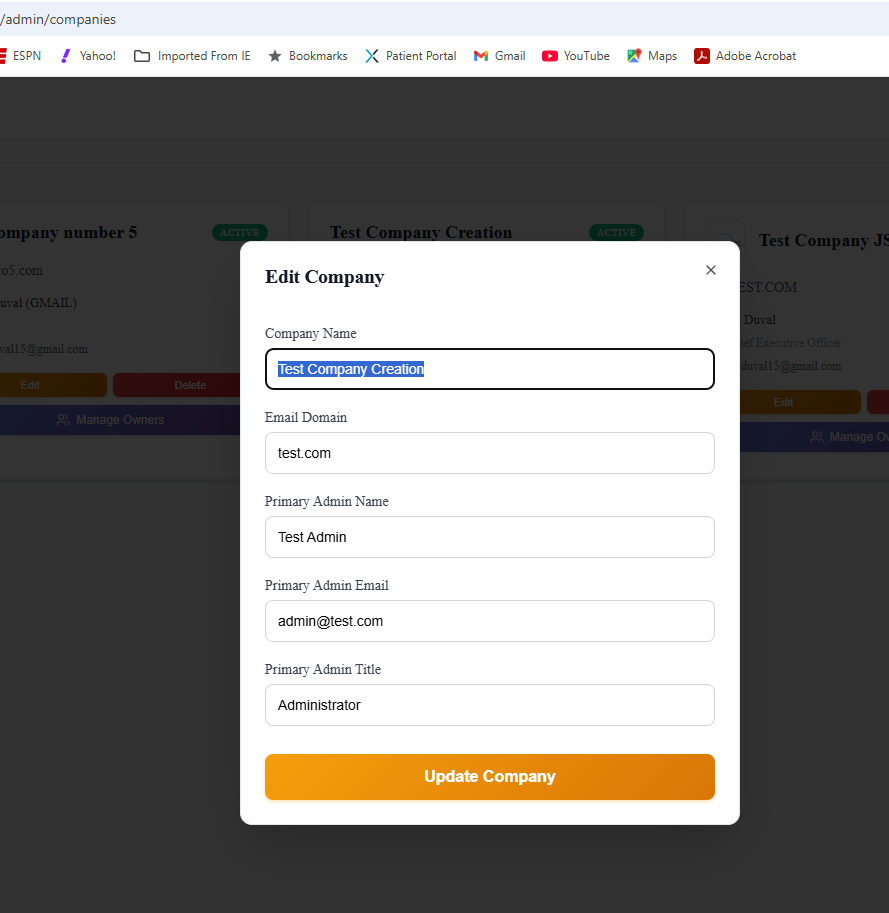 /admin/companies
ESPN Yahoo! Imported From IE Bookmarks Patient Portal Gmail YouTube Maps Adobe Acrobat
ompany number 5 ACTIVE Test Company Creation ACTIVE Test Company JS
o5.com EST.COM
uval (GMAIL) Duval
ief Executive Officer
val15@gmail.com duval15@gmail.com
Edit Delete Edit
Manage Owners Manage Ow
Edit Company
Company Name
Test Company Creation
Email Domain
test.com
Primary Admin Name
Test Admin
Primary Admin Email
admin@test.com
Primary Admin Title
Administrator
Update Company